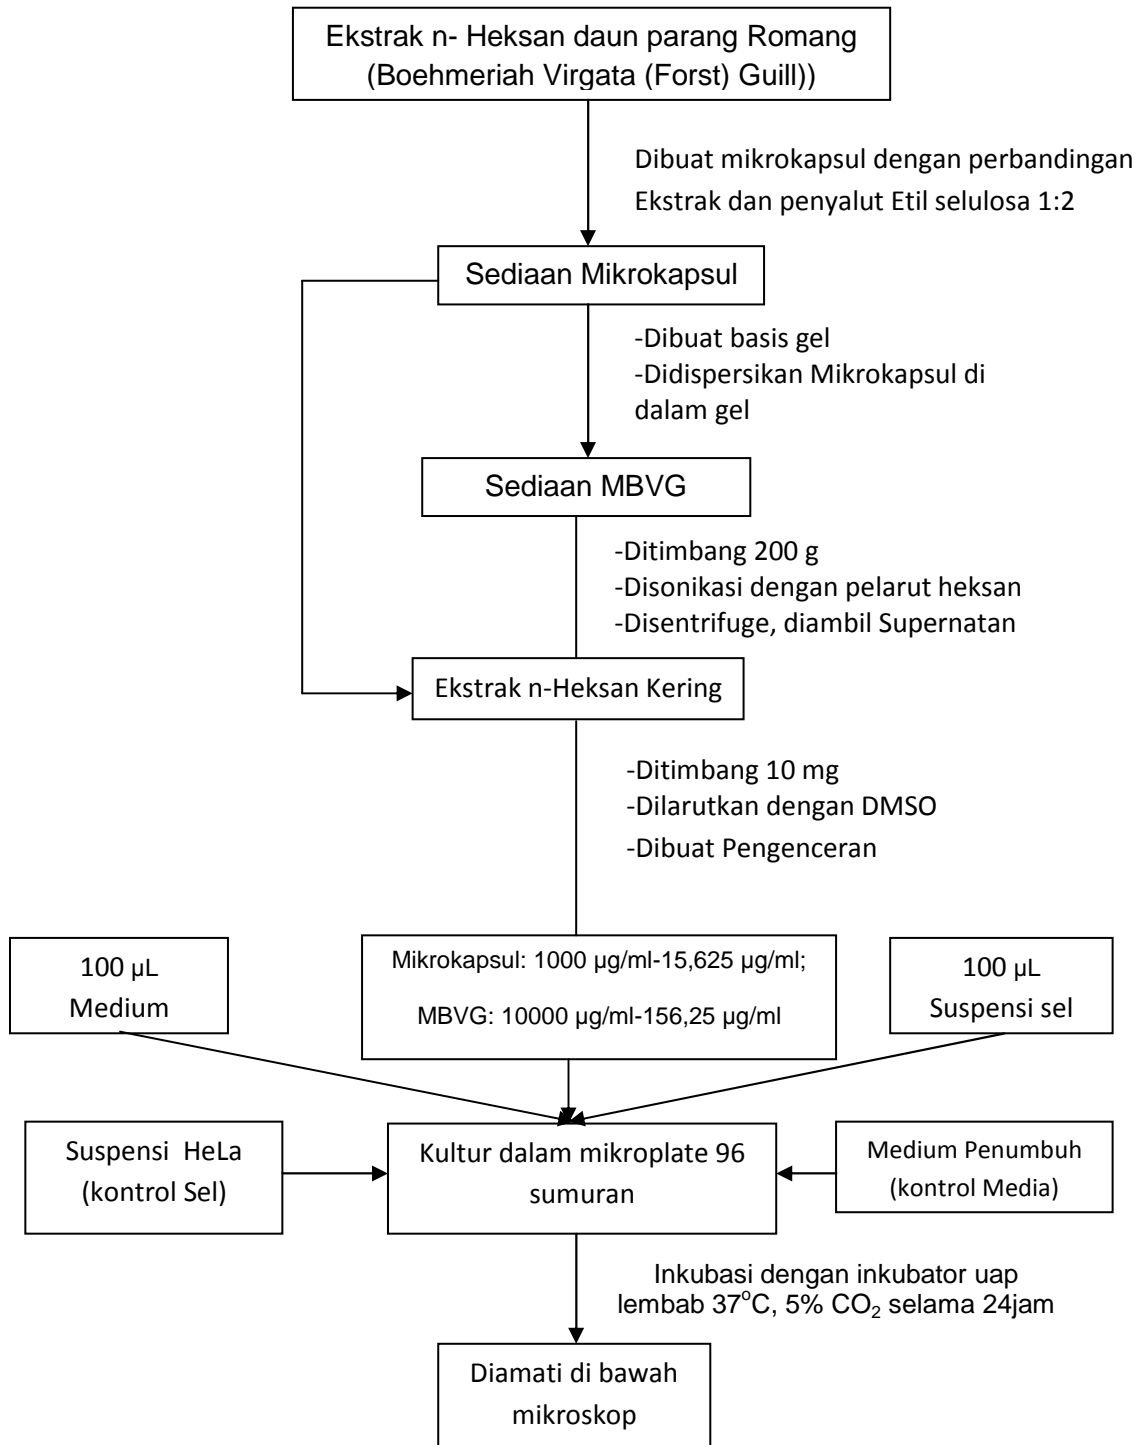 Ekstrak n- Heksan daun parang Romang
(Boehmeriah Virgata (Forst) Guill))
Dibuat mikrokapsul dengan perbandingan
Ekstrak dan penyalut Etil selulosa 1:2
Sediaan Mikrokapsul
-Dibuat basis gel
-Didispersikan Mikrokapsul di
dalam gel
Sediaan MBVG
-Ditimbang 200 g
-Disonikasi dengan pelarut heksan
-Disentrifuge, diambil Supernatan
Ekstrak n-Heksan Kering
-Ditimbang 10 mg
-Dilarutkan dengan DMSO
-Dibuat Pengenceran
100 µL
Medium
Mikrokapsul: 1000 µg/ml-15,625 µg/ml;
MBVG: 10000 µg/ml-156,25 µg/ml
100 µL
Suspensi sel
Suspensi HeLa
(kontrol Sel)
Kultur dalam mikroplate 96
sumuran
Medium Penumbuh
(kontrol Media)
Inkubasi dengan inkubator uap
lembab 37°C, 5% CO₂ selama 24jam
Diamati di bawah
mikroskop